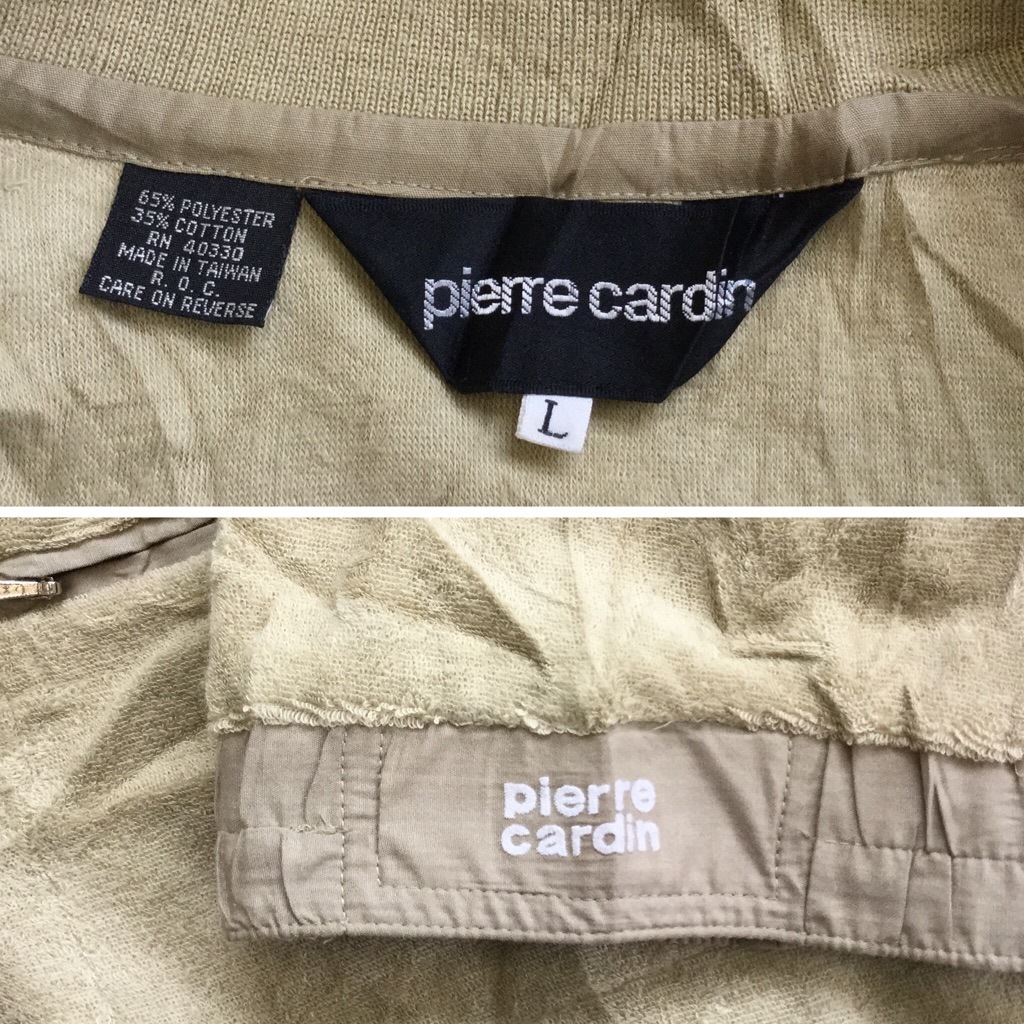 65% POLYESTER
35% COTTON
RN 40330
MADE IN TAIWAN
R. O. C.
CARE ON REVERSE
pierre cardin
L
pierre
cardin